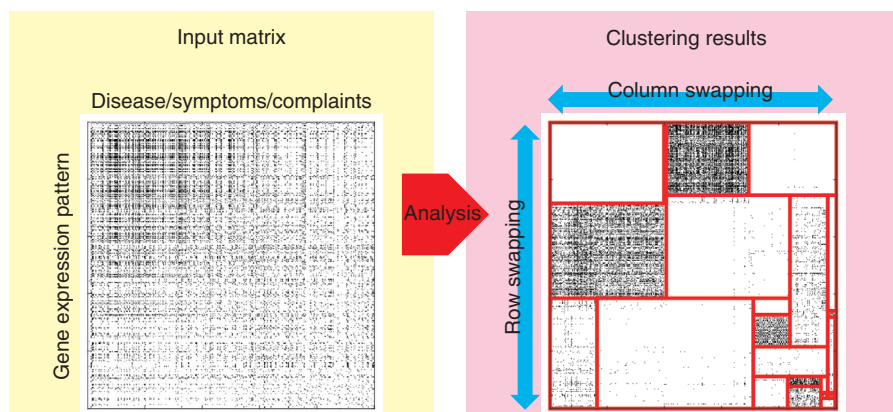 Input matrix
Disease/symptoms/complaints
Gene expression pattern
Analysis
Clustering results
Column swapping
Row swapping